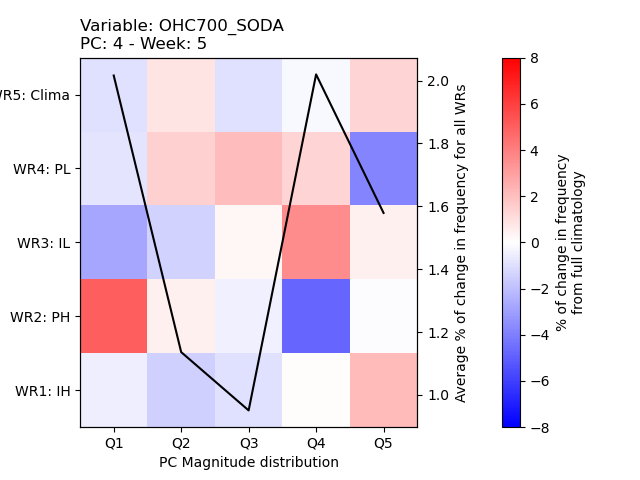 Variable: OHC700_SODA
PC: 4 - Week: 5
WR5: Clima
WR4: PL
WR3: IL
WR2: PH
WR1: IH
Q1 Q2 Q3 Q4 Q5
PC Magnitude distribution
2.0
1.8
1.6
1.4
1.2
1.0
Average % of change in frequency for all WRs
8
6
4
2
0
−2
−4
−6
−8
% of change in frequency
from full climatology